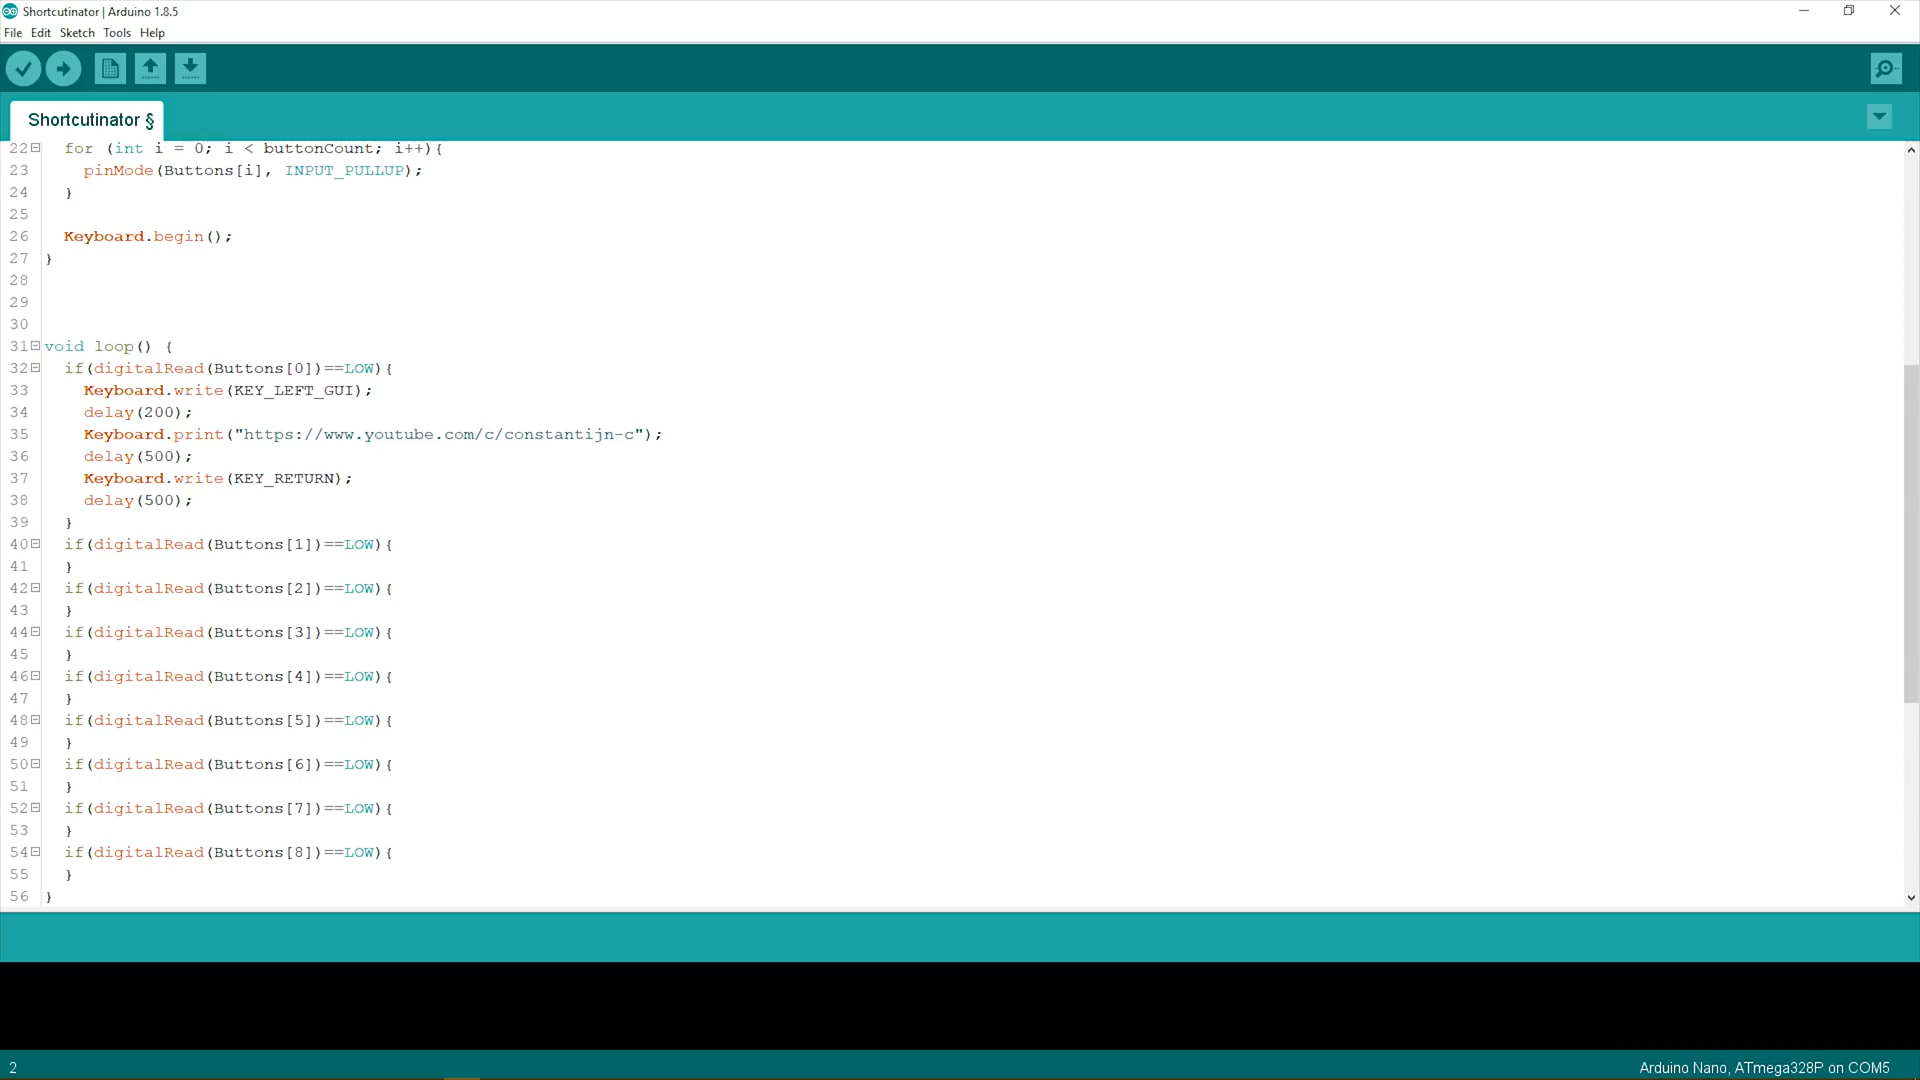 Shortcutinator | Arduino 1.8.5
File Edit Sketch Tools Help
Shortcutinator §
22 for (int i = 0; i < buttonCount; i++){
23 pinMode(Buttons[i], INPUT_PULLUP);
24 }
25
26 Keyboard.begin();
27 }
28
29
30
31 void loop() {
32 if(digitalRead(Buttons[0])==LOW){
33 Keyboard.write(KEY_LEFT_GUI);
34 delay(200);
35 Keyboard.print("https://www.youtube.com/c/constantijn-c");
36 delay(500);
37 Keyboard.write(KEY_RETURN);
38 delay(500);
39 }
40 if(digitalRead(Buttons[1])==LOW){
41 }
42 if(digitalRead(Buttons[2])==LOW){
43 }
44 if(digitalRead(Buttons[3])==LOW){
45 }
46 if(digitalRead(Buttons[4])==LOW){
47 }
48 if(digitalRead(Buttons[5])==LOW){
49 }
50 if(digitalRead(Buttons[6])==LOW){
51 }
52 if(digitalRead(Buttons[7])==LOW){
53 }
54 if(digitalRead(Buttons[8])==LOW){
55 }
56 }
2
Arduino Nano, ATmega328P on COM5